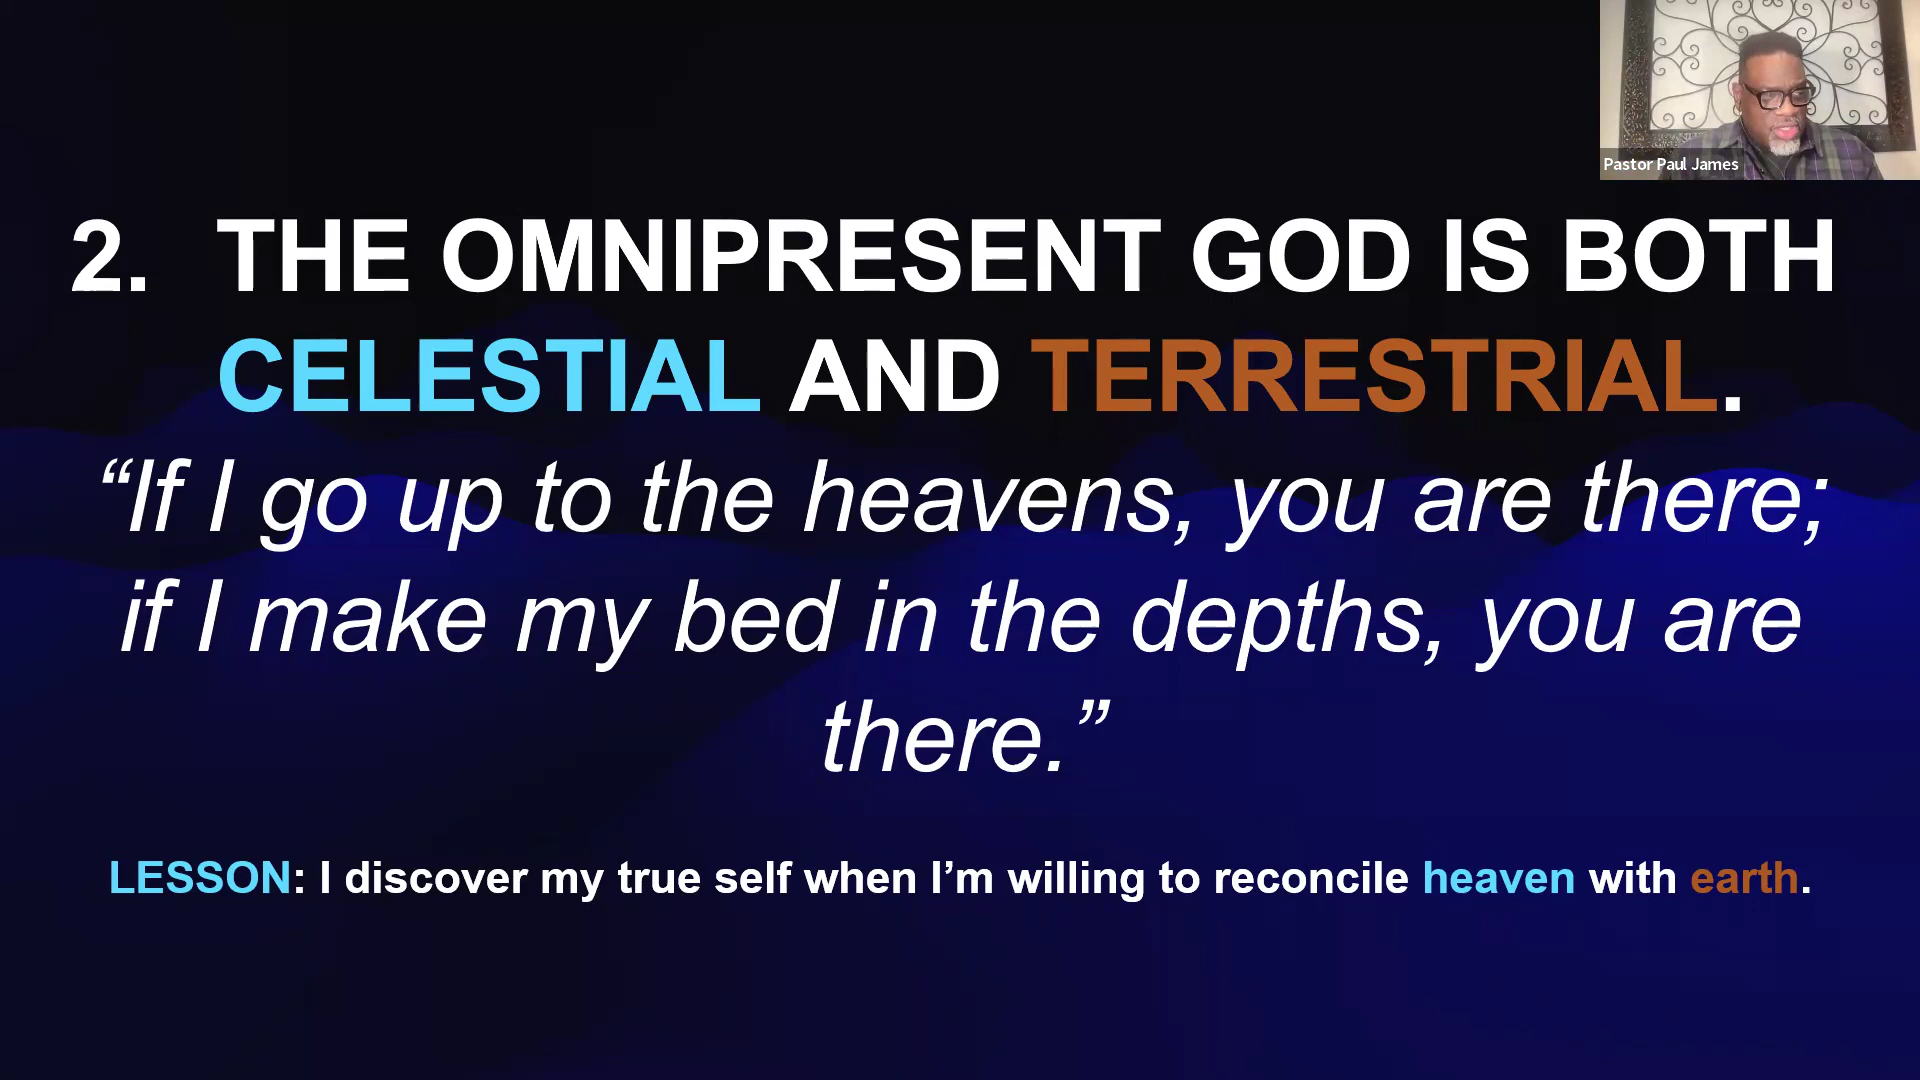 Pastor Paul James
2. THE OMNIPRESENT GOD IS BOTH
CELESTIAL AND TERRESTRIAL.
“If I go up to the heavens, you are there;
if I make my bed in the depths, you are
there.”
LESSON: I discover my true self when I’m willing to reconcile heaven with earth.